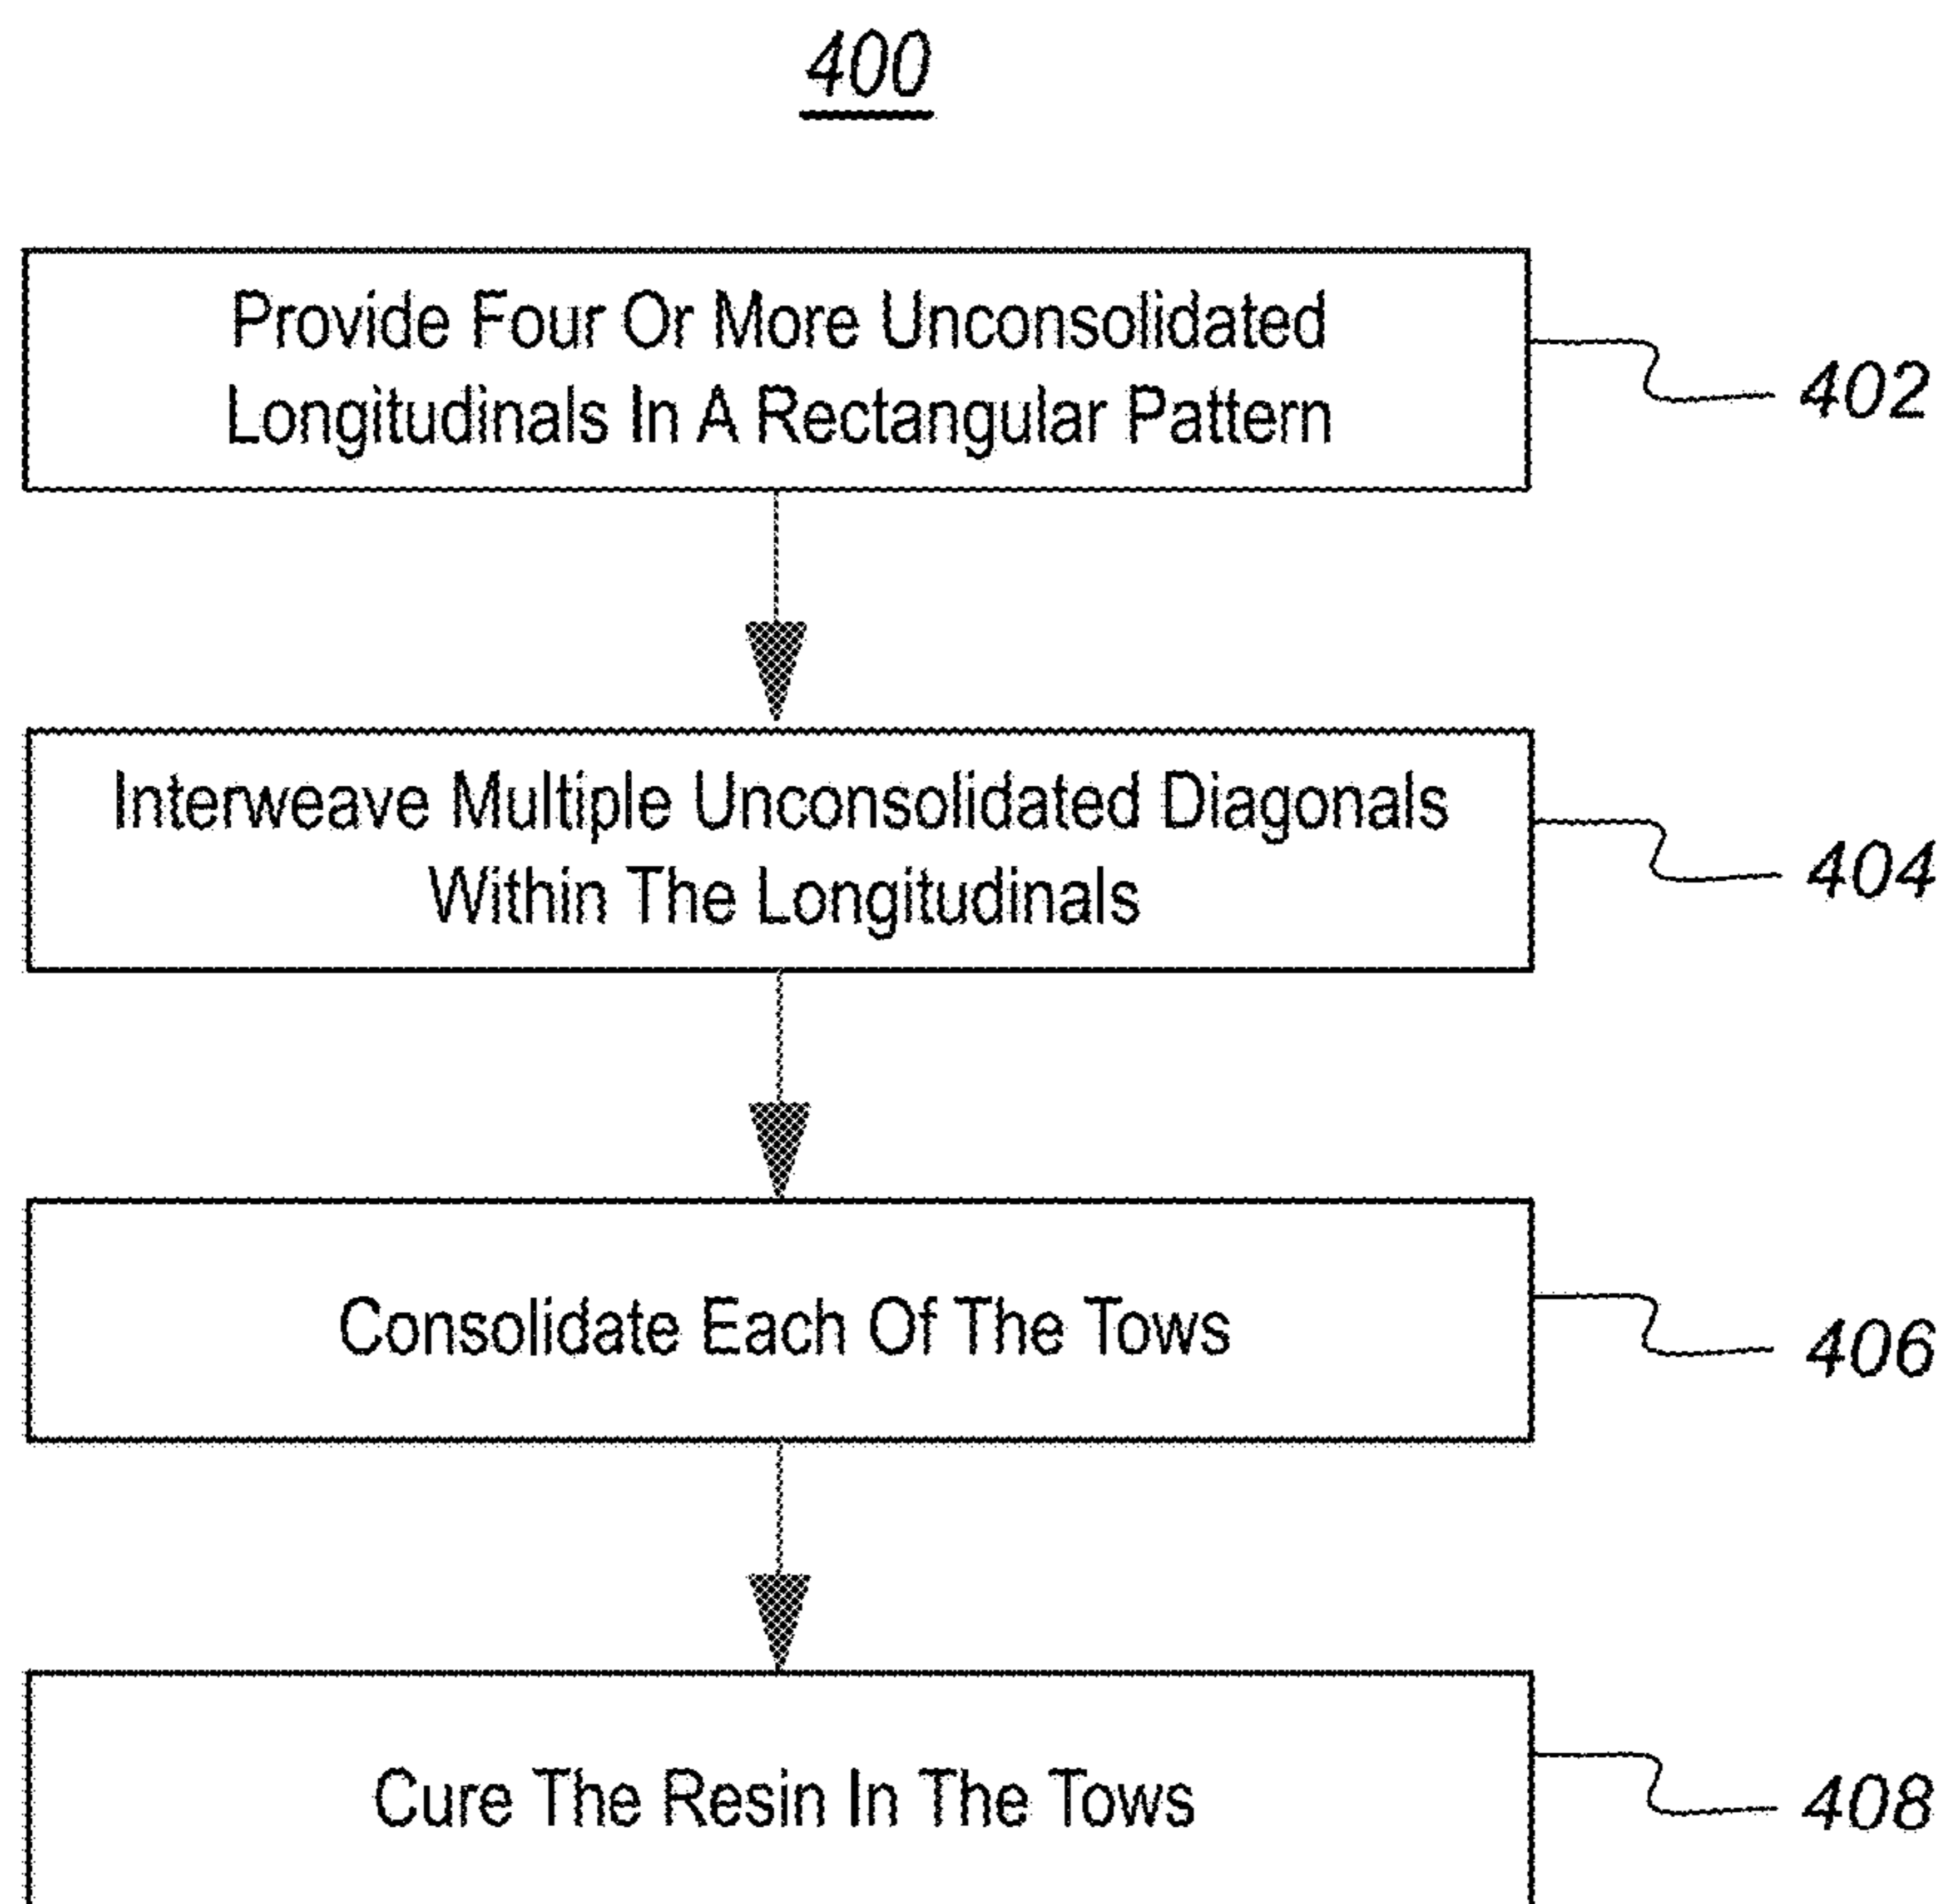 400
Provide Four Or More Unconsolidated
Longitudinals In A Rectangular Pattern
402
Interweave Multiple Unconsolidated Diagonals
Within The Longitudinals
404
Consolidate Each Of The Tows
406
Cure The Resin In The Tows
408